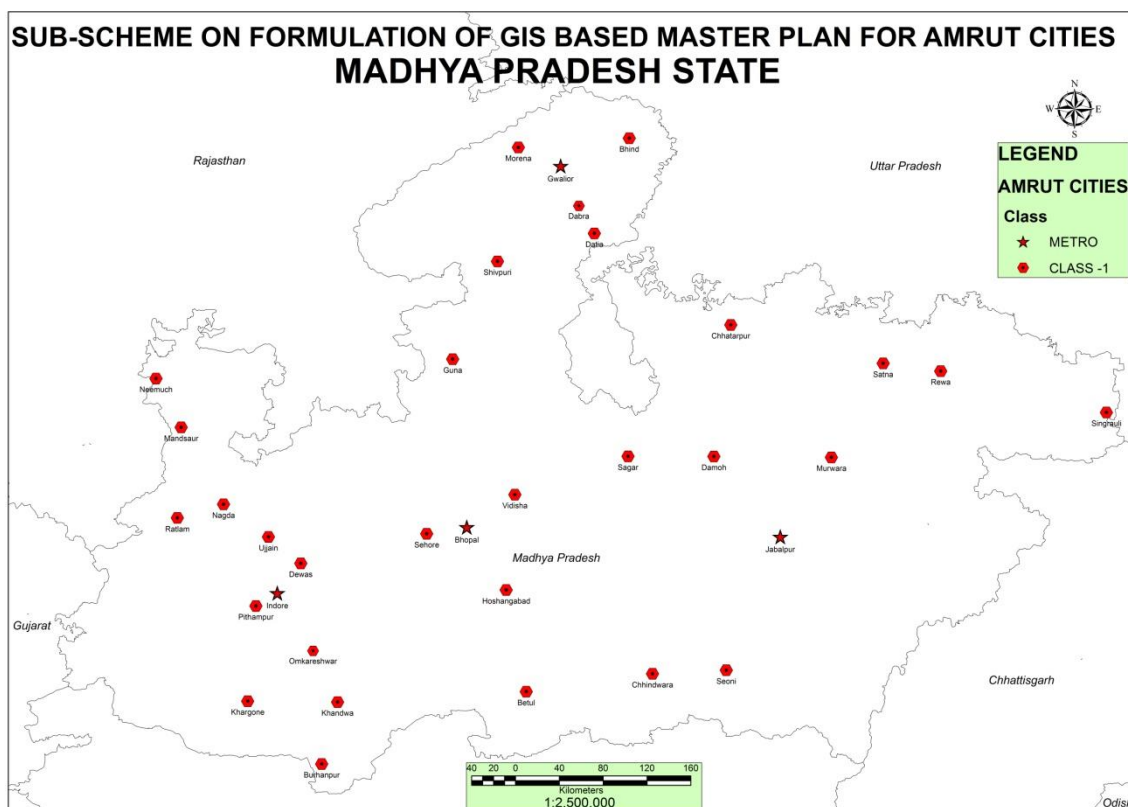 SUB-SCHEME ON FORMULATION OF GIS BASED MASTER PLAN FOR AMRUT CITIES
MADHYA PRADESH STATE
N
W E
S
LEGEND
AMRUT CITIES
Class
METRO
CLASS -1
Rajasthan
Uttar Pradesh
Morena
Bhind
Gwalior
Dabra
Datia
Shivpuri
Chhatarpur
Guna
Satna
Rewa
Neemuch
Singrauli
Mandsaur
Sagar
Damoh
Murwara
Vidisha
Nagda
Ratlam
Ujjain
Sehore
Bhopal
Jabalpur
Madhya Pradesh
Dewas
Hoshangabad
Indore
Pithampur
Gujarat
Omkareshwar
Chhindwara
Seoni
Chhattisgarh
Khargone
Khandwa
Betul
Burhanpur
40 20 0 40 80 120 160
Kilometers
1:2,500,000
Odis